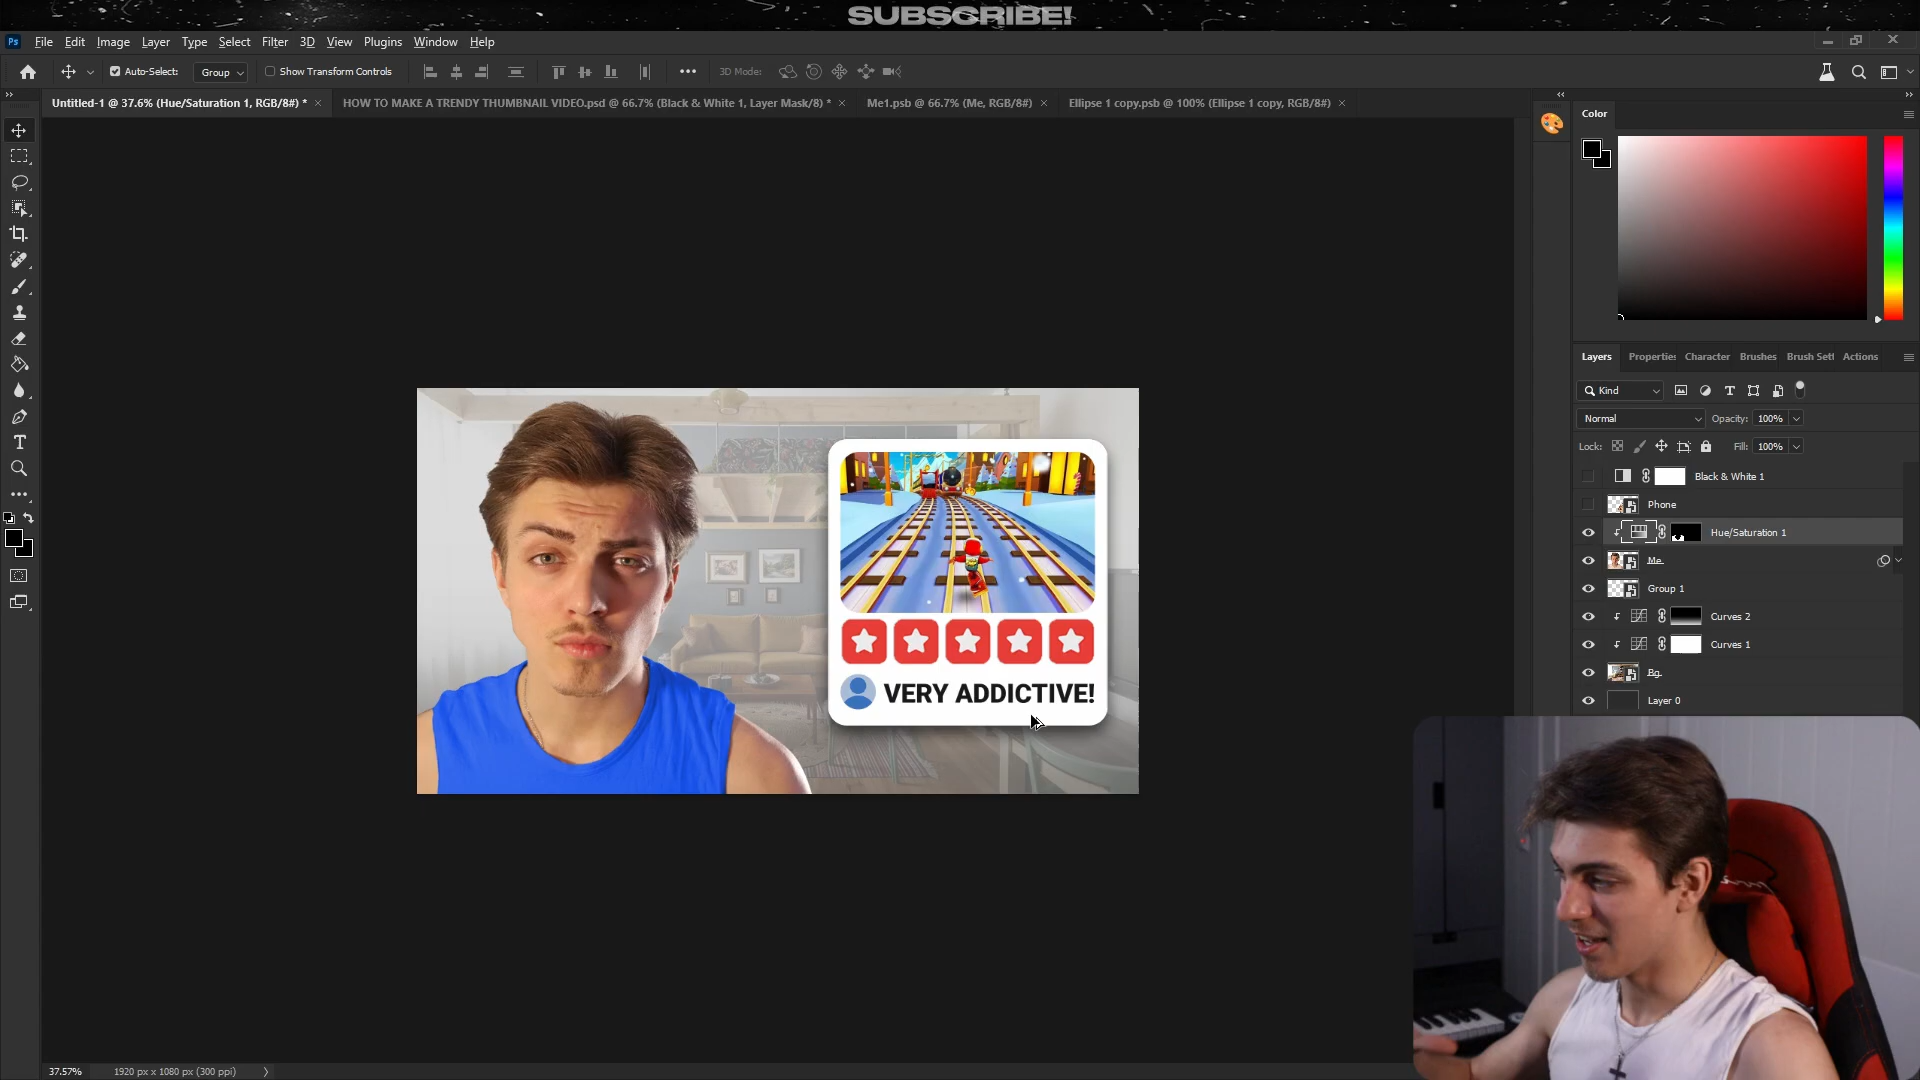 SUBSCRIBE!
Ps File Edit Image Layer Type Select Filter 3D View Plugins Window Help
Auto-Select: Group Show Transform Controls 3D Mode:
Untitled-1 @ 37.6% (Hue/Saturation 1, RGB/8#) * HOW TO MAKE A TRENDY THUMBNAIL VIDEO.psd @ 66.7% (Black & White 1, Layer Mask/8) * Me1.psb @ 66.7% (Me, RGB/8#) Ellipse 1 copy.psb @ 100% (Ellipse 1 copy, RGB/8#)
Color
Layers Properties Character Brushes Brush Sett Actions
Kind
Normal Opacity: 100%
Lock: Fill: 100%
Black & White 1
Phone
Hue/Saturation 1
Me
Group 1
Curves 2
Curves 1
Bg
Layer 0
VERY ADDICTIVE!
37.57% 1920 px x 1080 px (300 ppi)